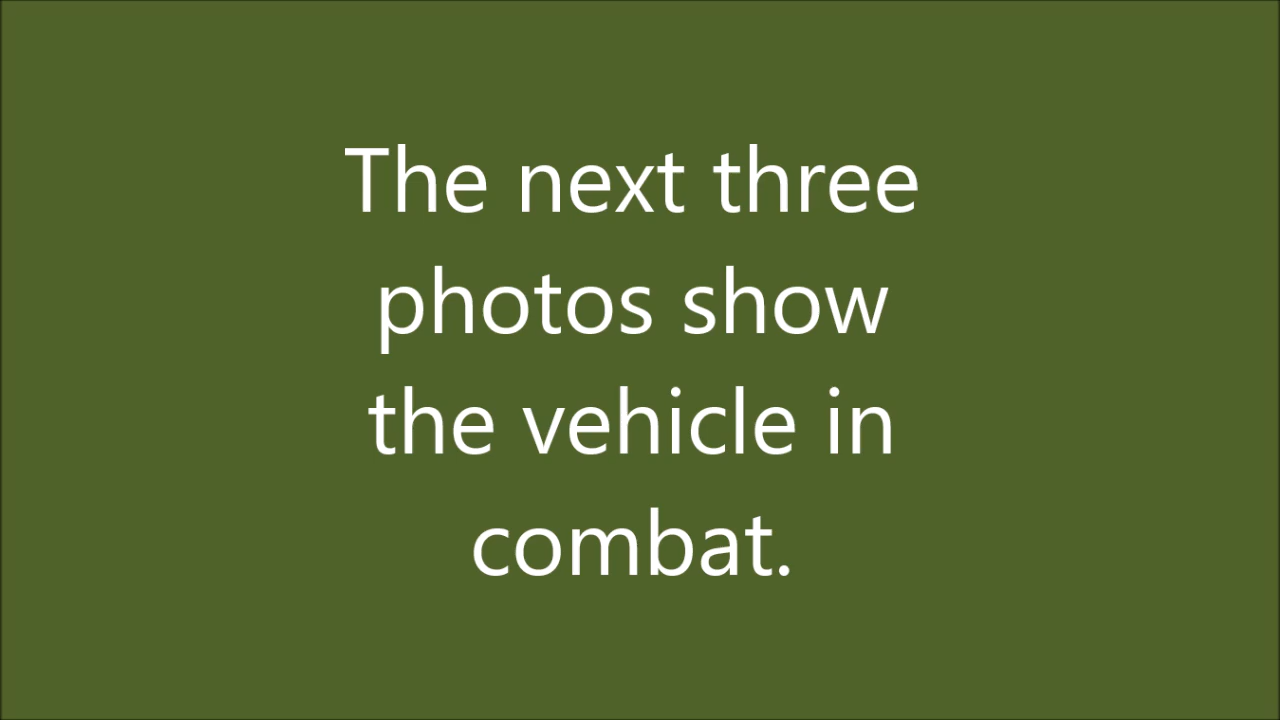 The next three
photos show
the vehicle in
combat.